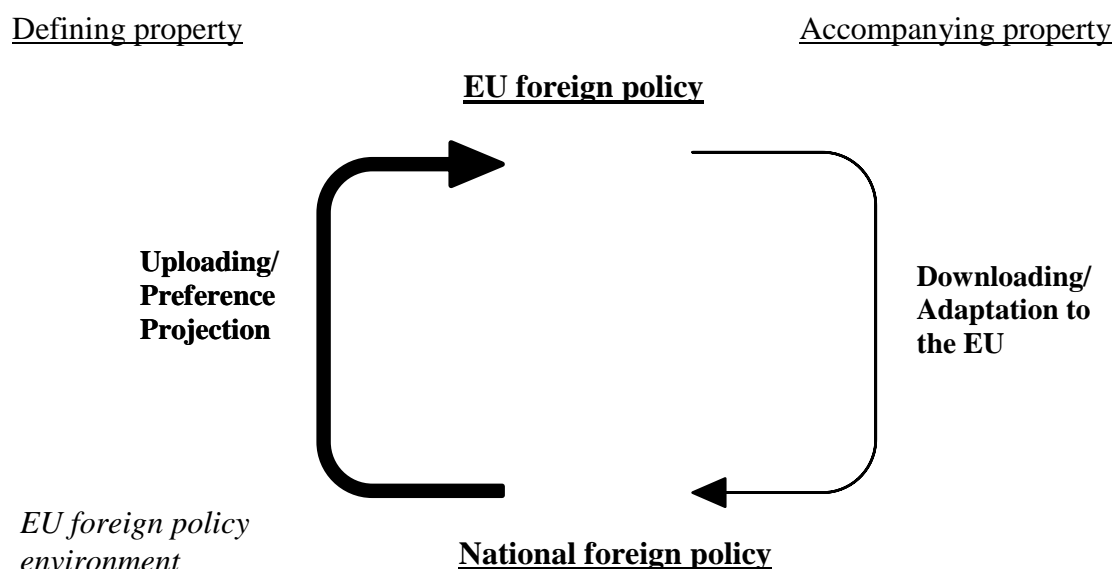 Defining property
Accompanying property
EU foreign policy
Uploading/
Preference
Projection
Downloading/
Adaptation to
the EU
EU foreign policy
environment
National foreign policy